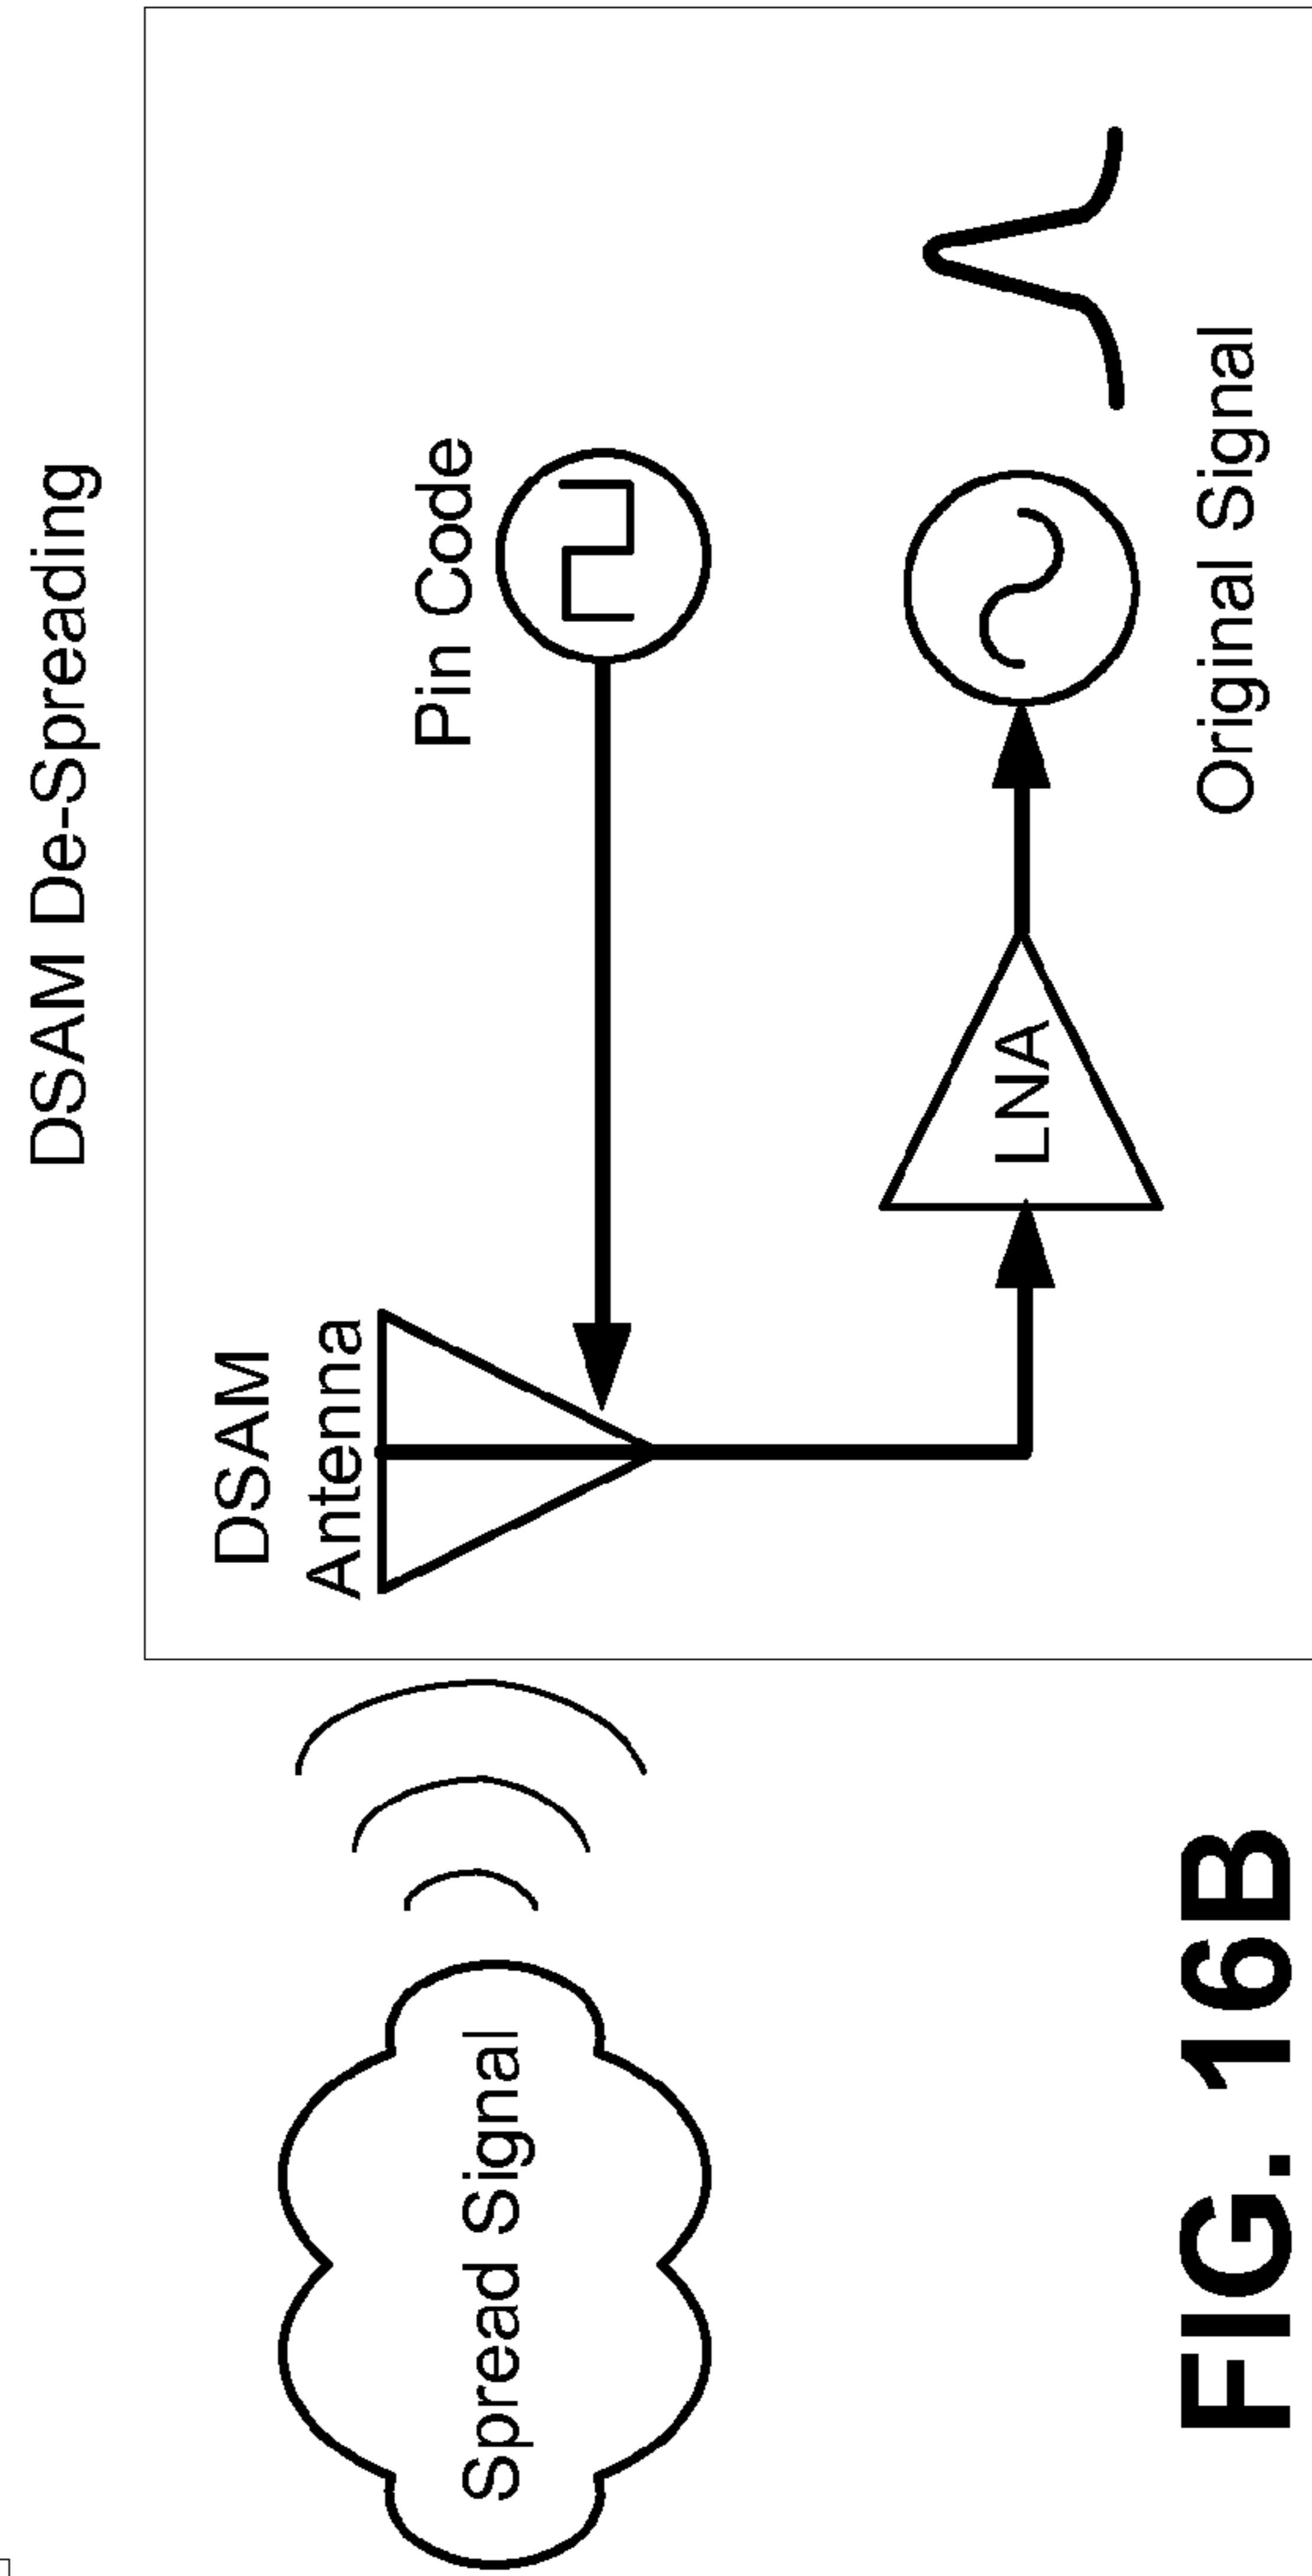 DSAM De-Spreading
DSAM
Antenna
Pin Code
Spread Signal
LNA
Original Signal
FIG. 16B